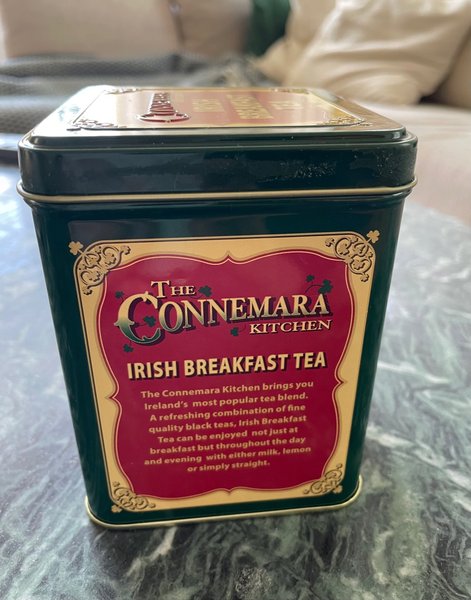 THE
CONNEMARA
KITCHEN
IRISH BREAKFAST TEA
The Connemara Kitchen brings you
Ireland's most popular tea blend.
A refreshing combination of fine
quality black teas, Irish Breakfast
Tea can be enjoyed not just at
breakfast but throughout the day
and evening with either milk, lemon
or simply straight.